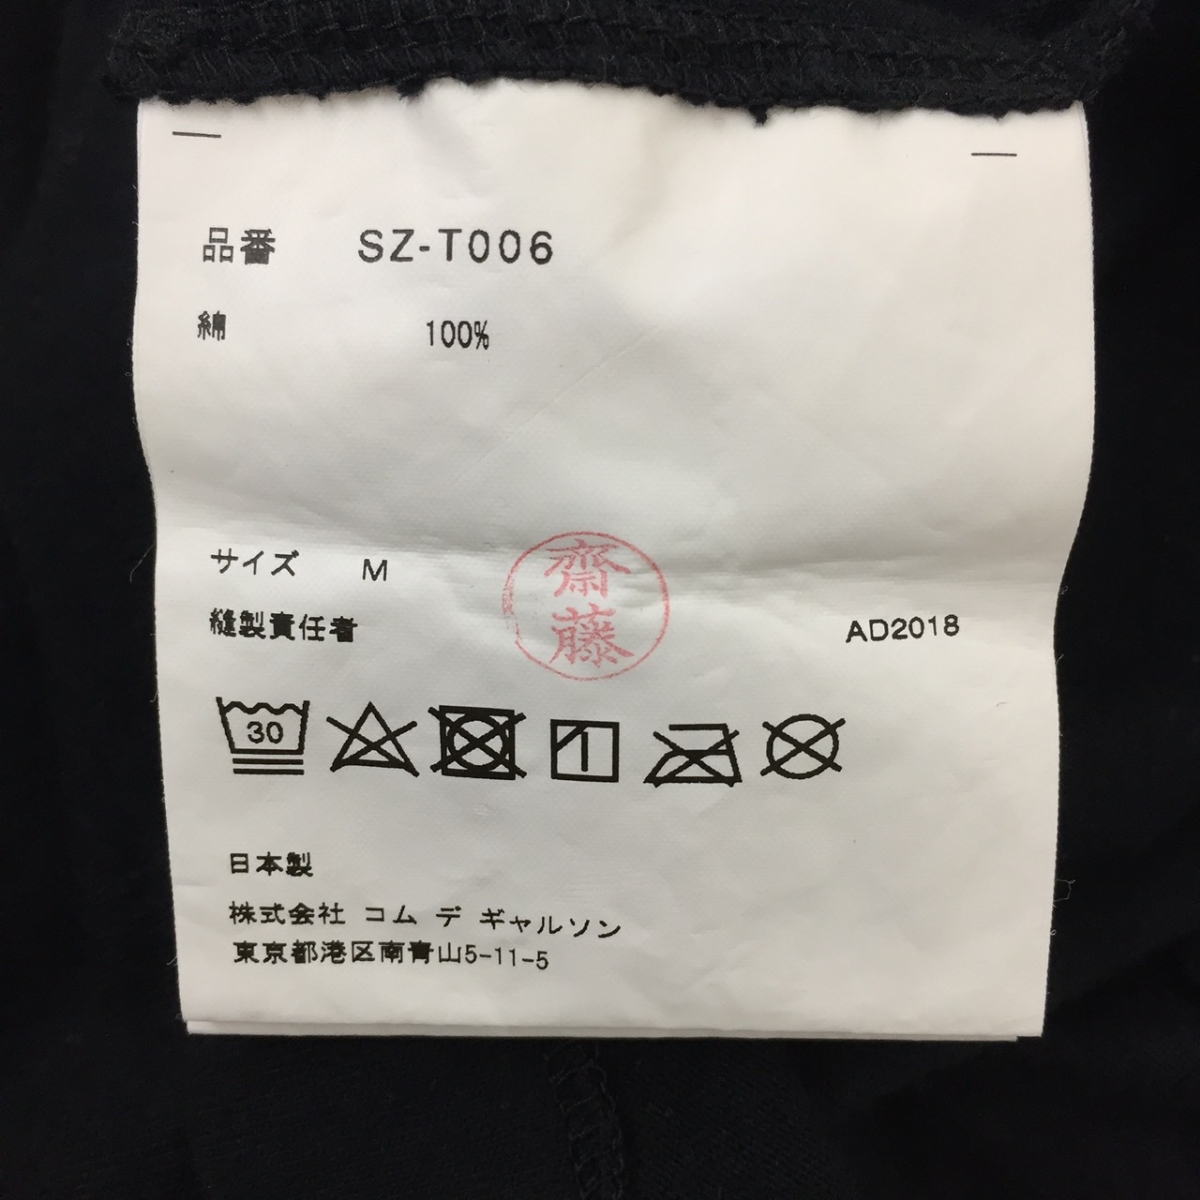 品番 SZ-T006
綿 100%
サイズ M
縫製責任者 齋藤 AD2018
30 1
日本製
株式会社 コム デ ギャルソン
東京都港区南青山5-11-5